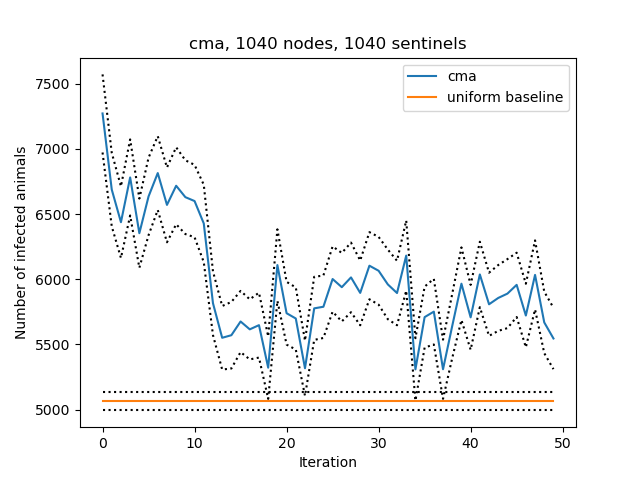 cma, 1040 nodes, 1040 sentinels
cma
uniform baseline
7500
7000
6500
6000
5500
5000
Number of infected animals
0 10 20 30 40 50
Iteration